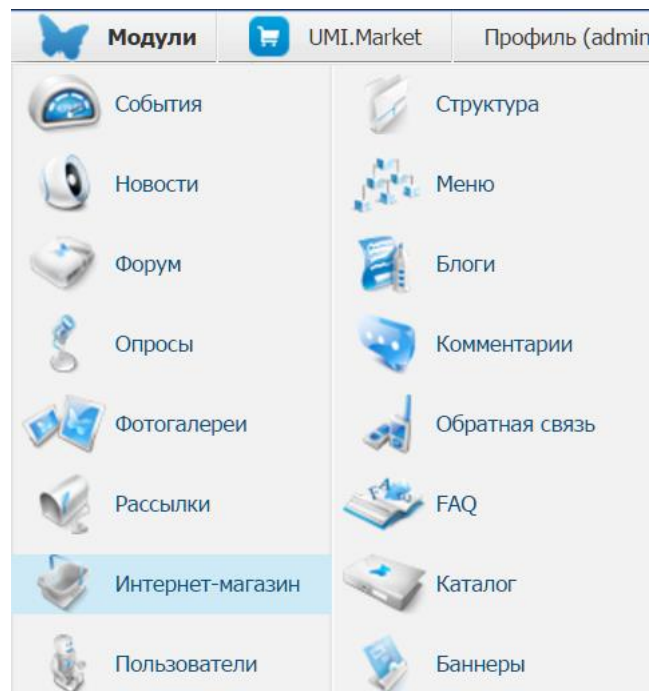 Модули UMI.Market Профиль (admin
События Структура
Новости Меню
Форум Блоги
Опросы Комментарии
Фотогалереи Обратная связь
Рассылки FAQ
Интернет-магазин Каталог
Пользователи Баннеры